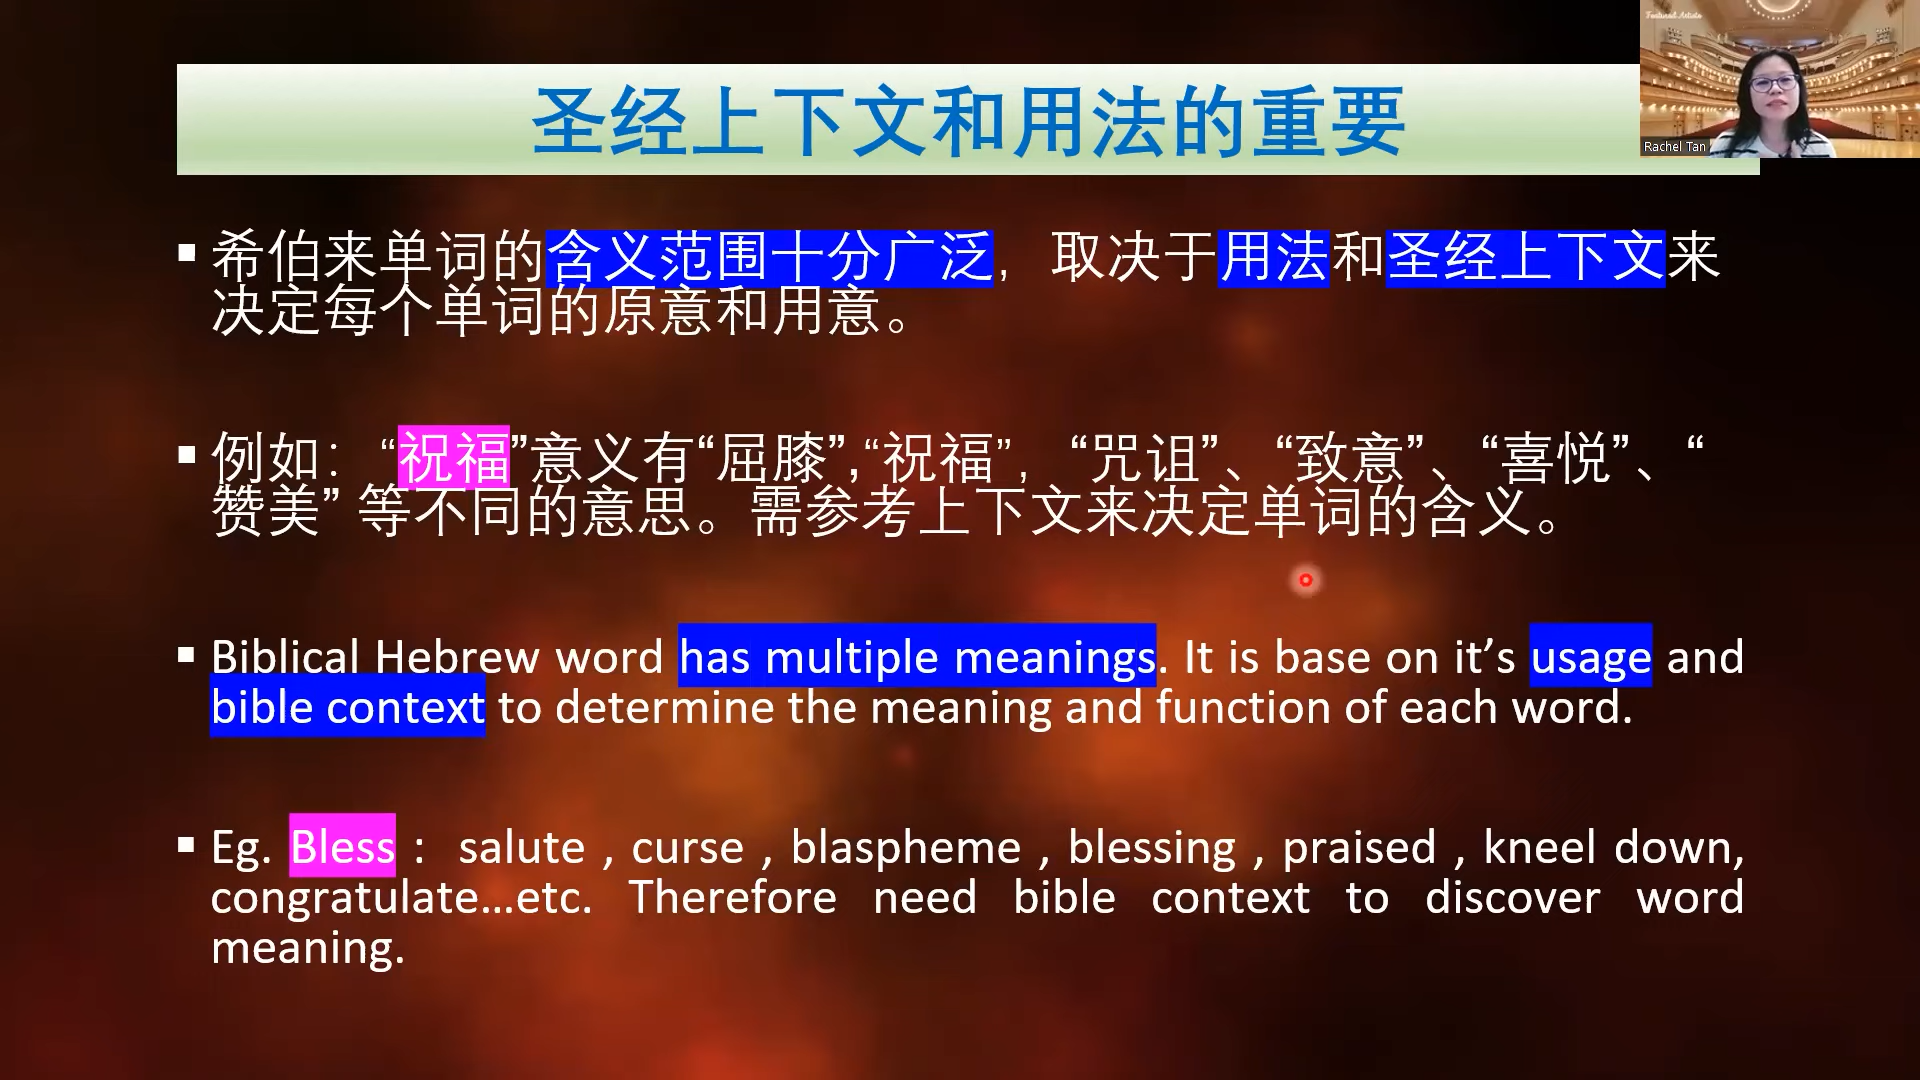 圣经上下文和用法的重要
Featured Artists
Rachel Tan
▪ 希伯来单词的含义范围十分广泛，取决于用法和圣经上下文来
决定每个单词的原意和用意。
▪ 例如：“祝福”意义有“屈膝”,“祝福”，“咒诅”、“致意”、“喜悦”、“
赞美” 等不同的意思。需参考上下文来决定单词的含义。
▪ Biblical Hebrew word has multiple meanings. It is base on it’s usage and
bible context to determine the meaning and function of each word.
▪ Eg. Bless : salute , curse , blaspheme , blessing , praised , kneel down,
congratulate…etc. Therefore need bible context to discover word
meaning.